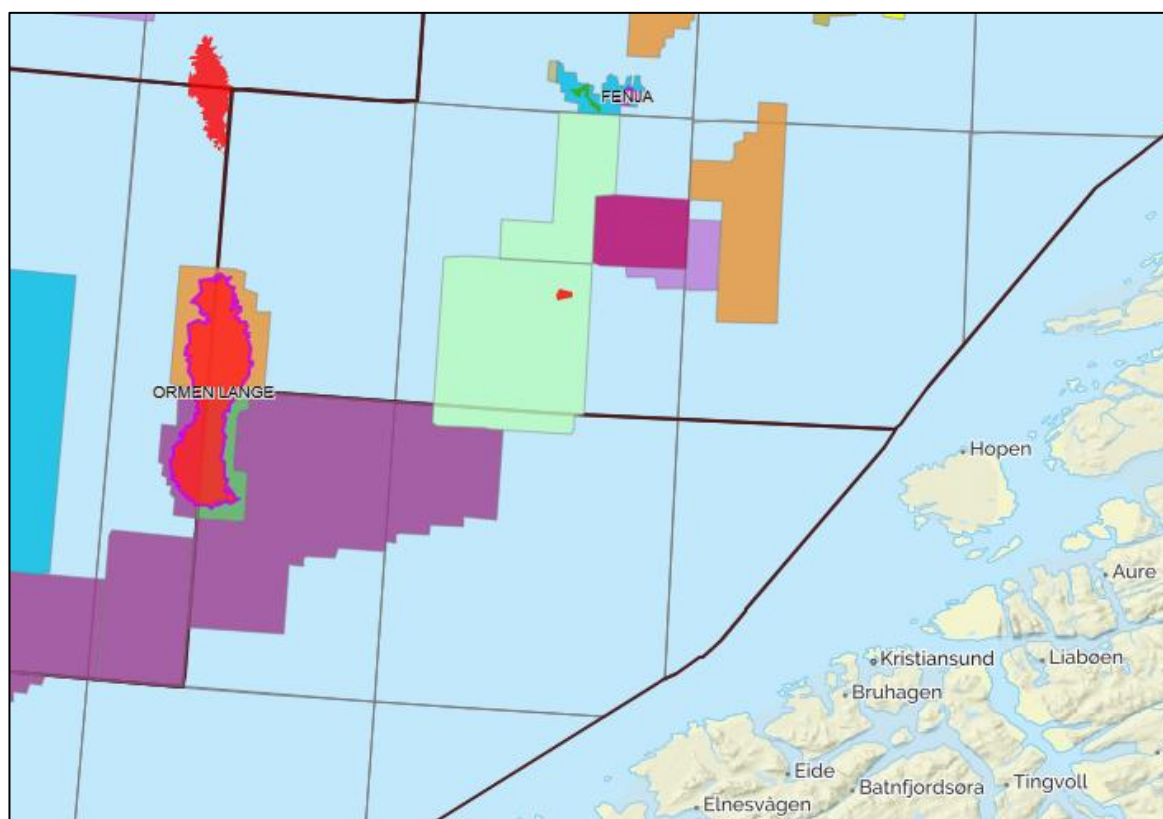 FENJA
ORMEN LANGE
Hopen
Aure
Kristiansund
Liabøen
Bruhagen
Eide
Batnfjordsøra
Tingvoll
Elnesvågen